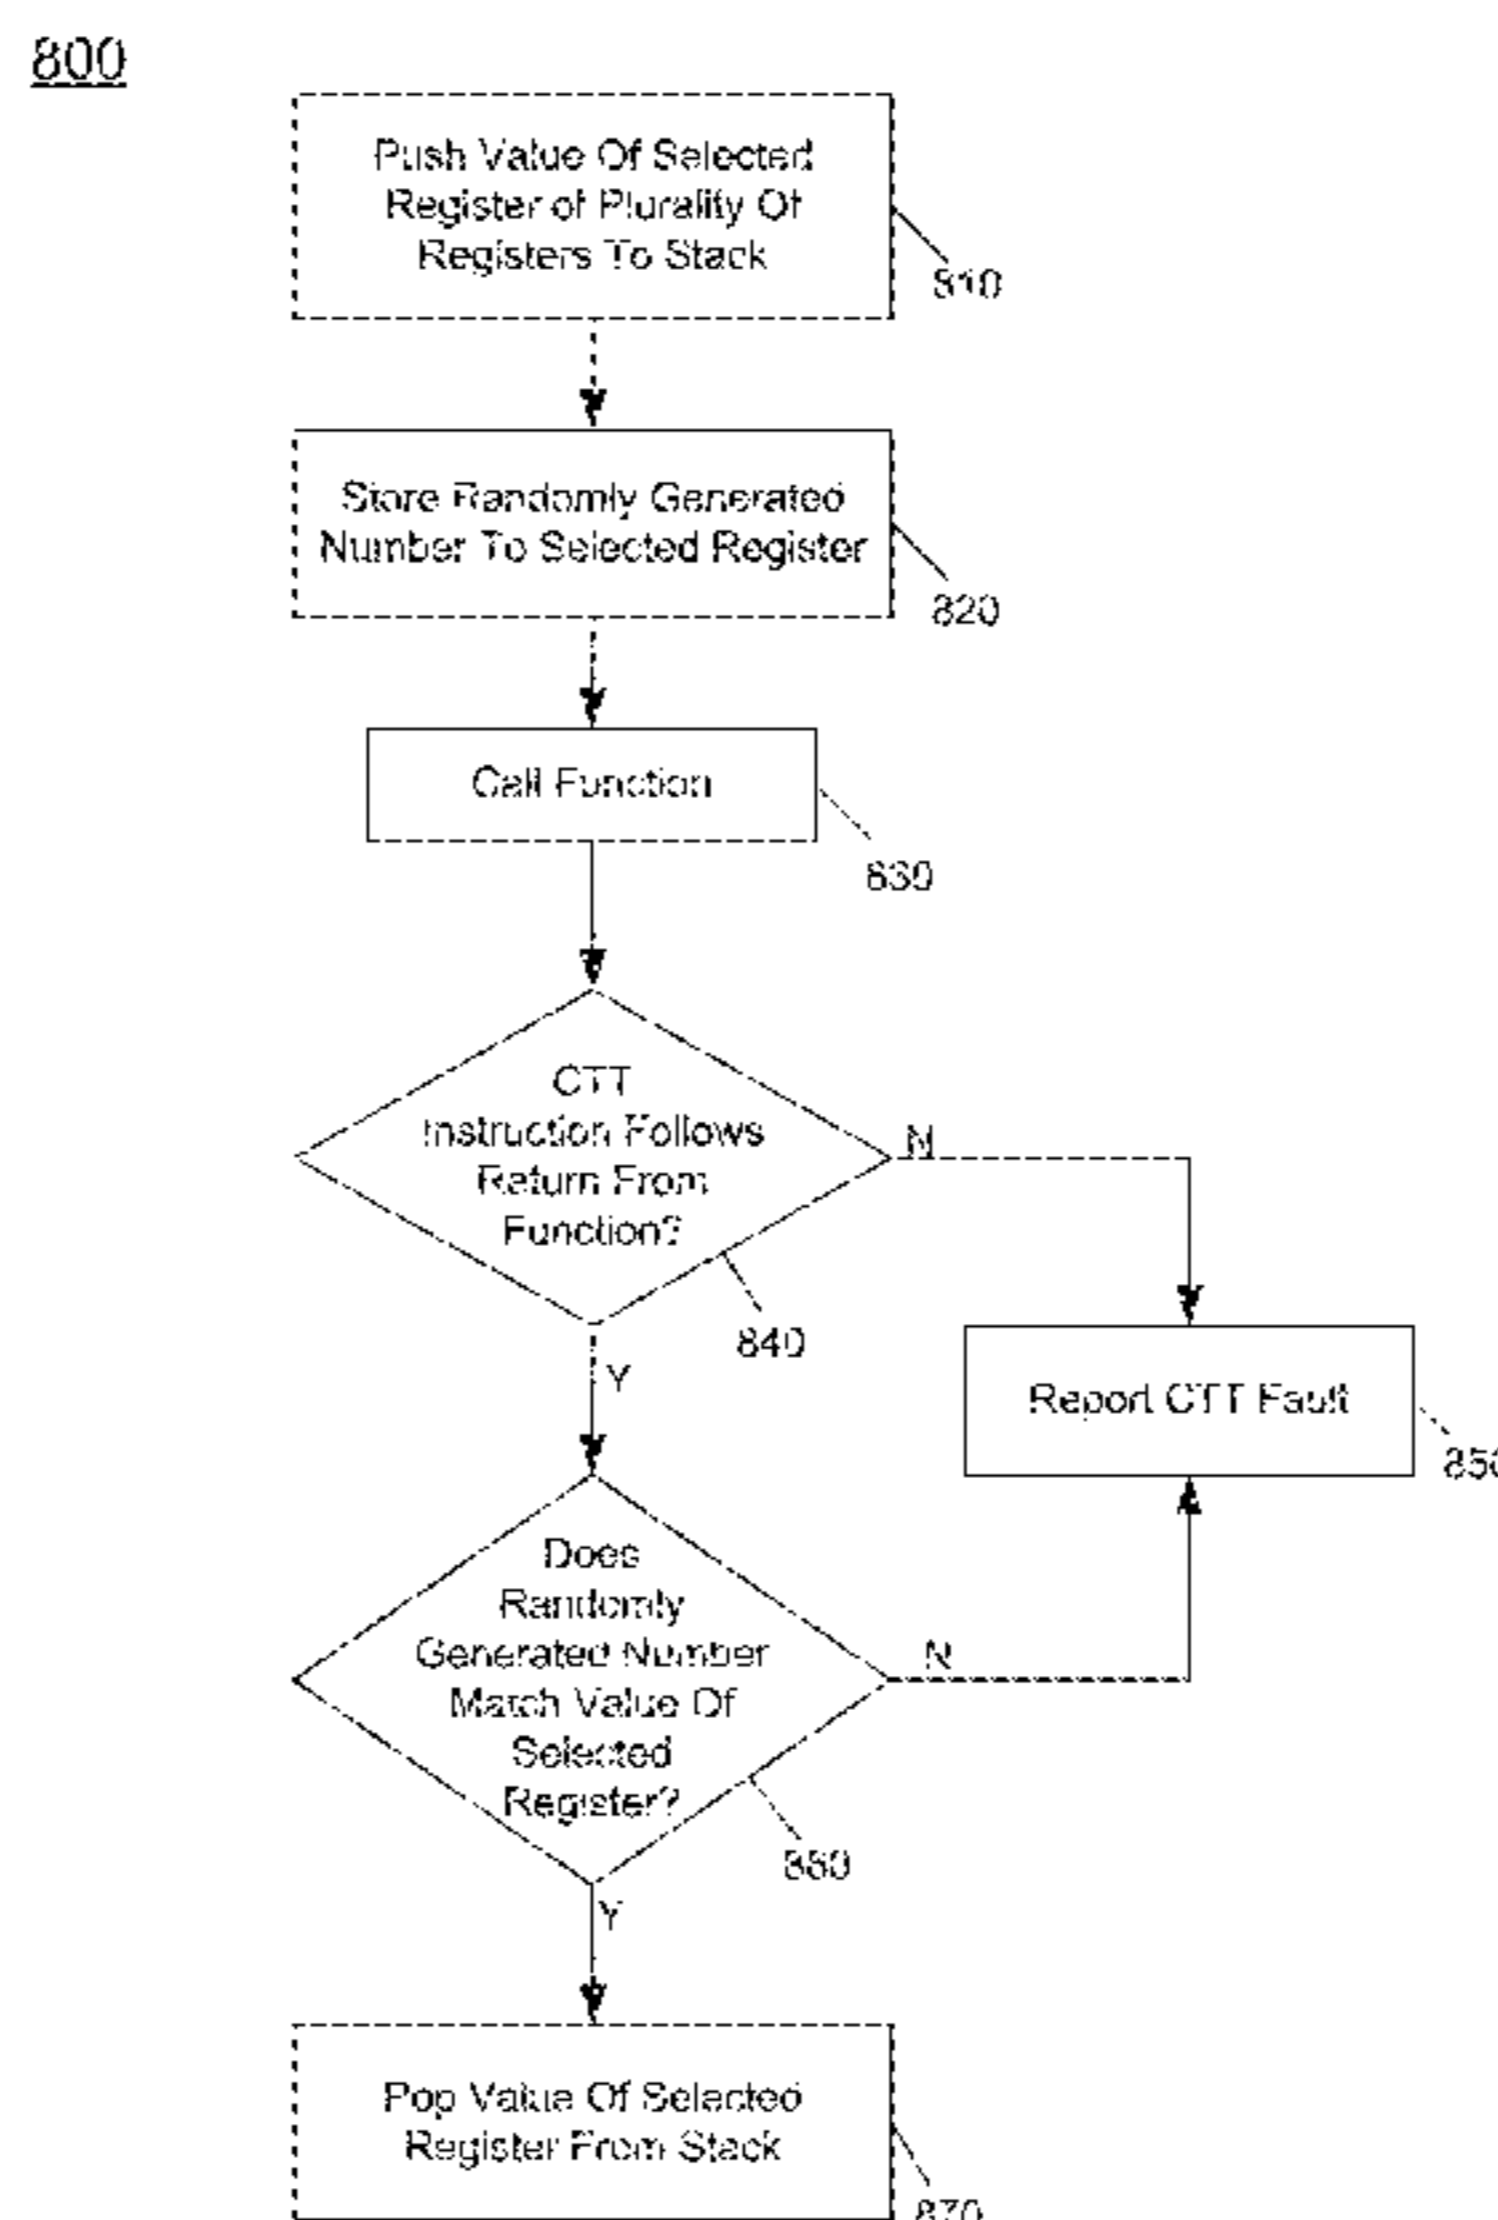 800
Push Value Of Selected
Register of Plurality Of
Registers To Stack
810
Store Randomly Generated
Number To Selected Register
820
Call Function
830
CTT
Instruction Follows
Return From
Function?
N
840
Y
Report CTT Fault
850
Does
Randomly
Generated Number
Match Value Of
Selected
Register?
N
860
Y
Pop Value Of Selected
Register From Stack
870